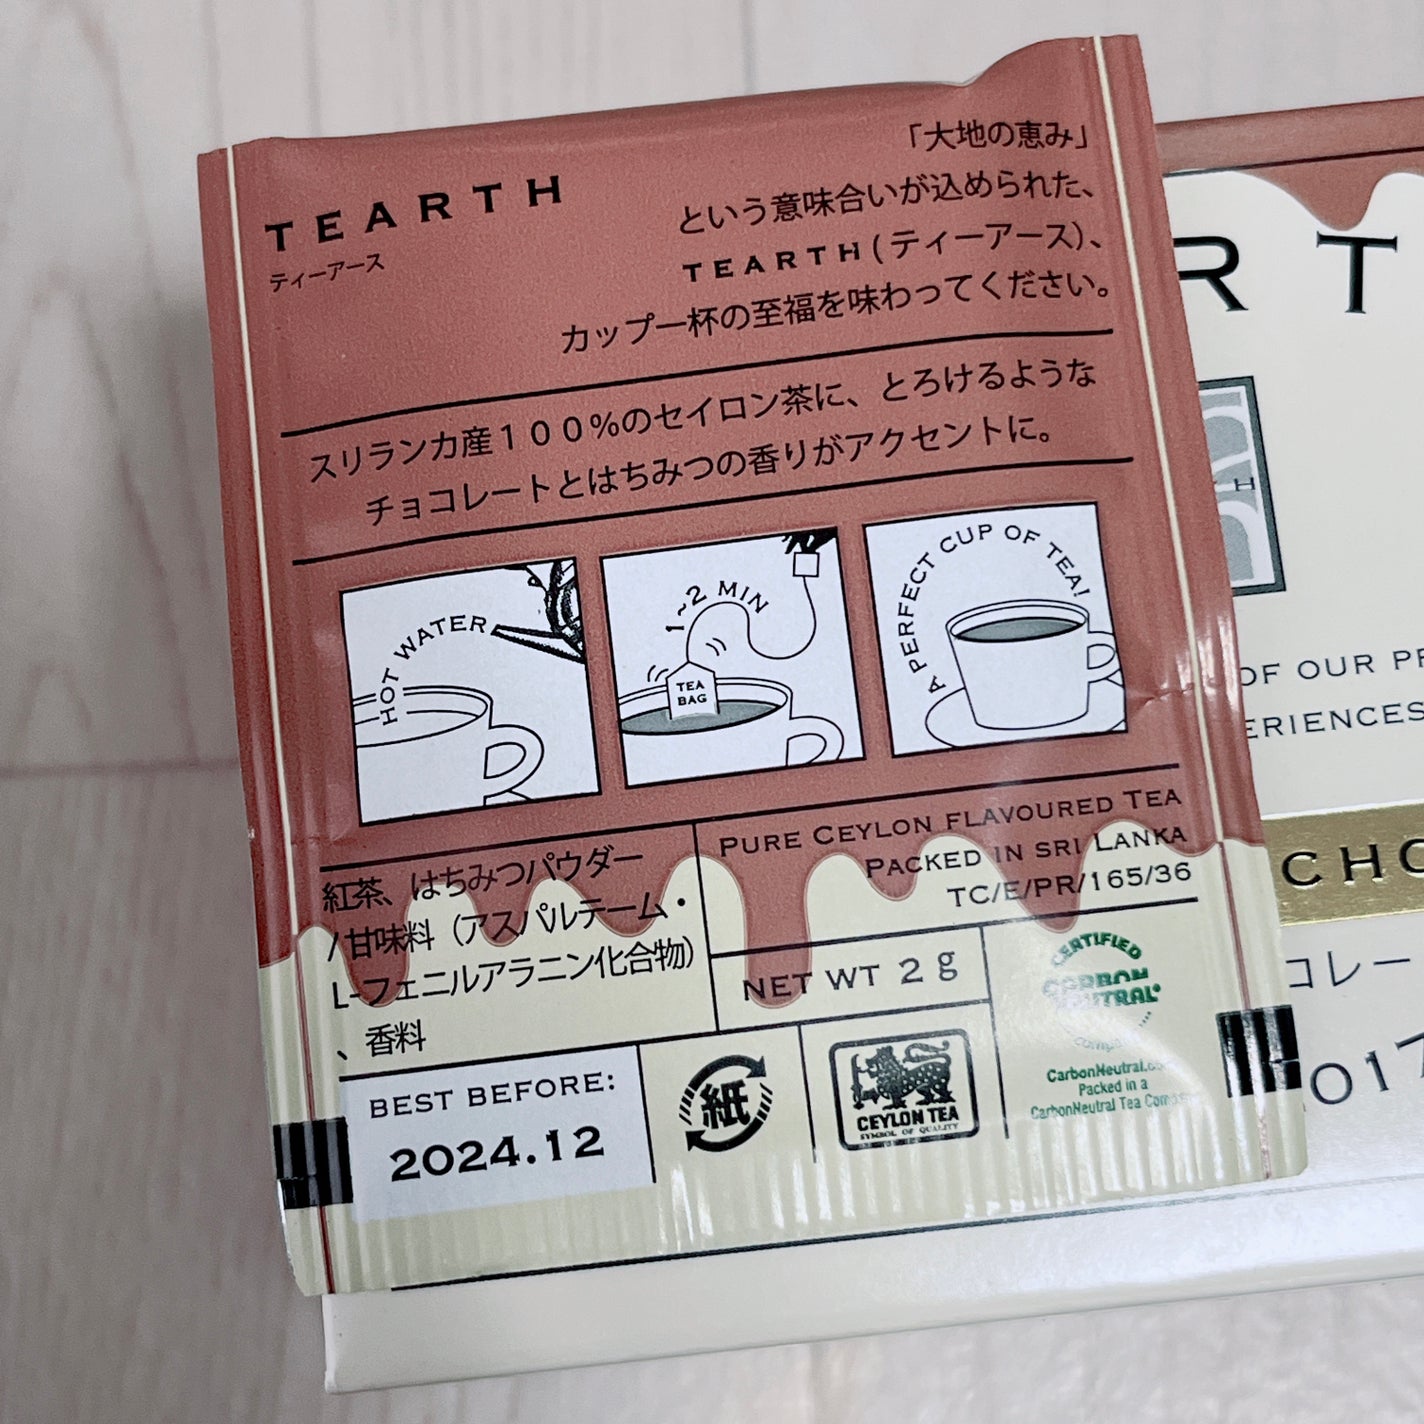 TEARTH
ティーアース
「大地の恵み」
という意味合いが込められた、
TEARTH(ティーアース)、
カップ一杯の至福を味わってください。
スリランカ産100%のセイロン茶に、とろけるような
チョコレートとはちみつの香りがアクセントに。
HOT WATER
1~2 MIN
TEA
BAG
A PERFECT CUP OF TEA!
紅茶、はちみつパウダー
/甘味料（アスパルテーム・
L-フェニルアラニン化合物）
、香料
PURE CEYLON FLAVOURED TEA
PACKED IN SRI LANKA
TC/E/PR/165/36
NET WT 2g
BEST BEFORE:
2024.12
紙
CEYLON TEA
SYMBOL OF QUALITY
CERTIFIED
CARBON
NEUTRAL
company
CarbonNeutral.co
Packed in a
CarbonNeutral Tea Com
RT
H
OF OUR PR
ERIENCES
CHO
コレー
017